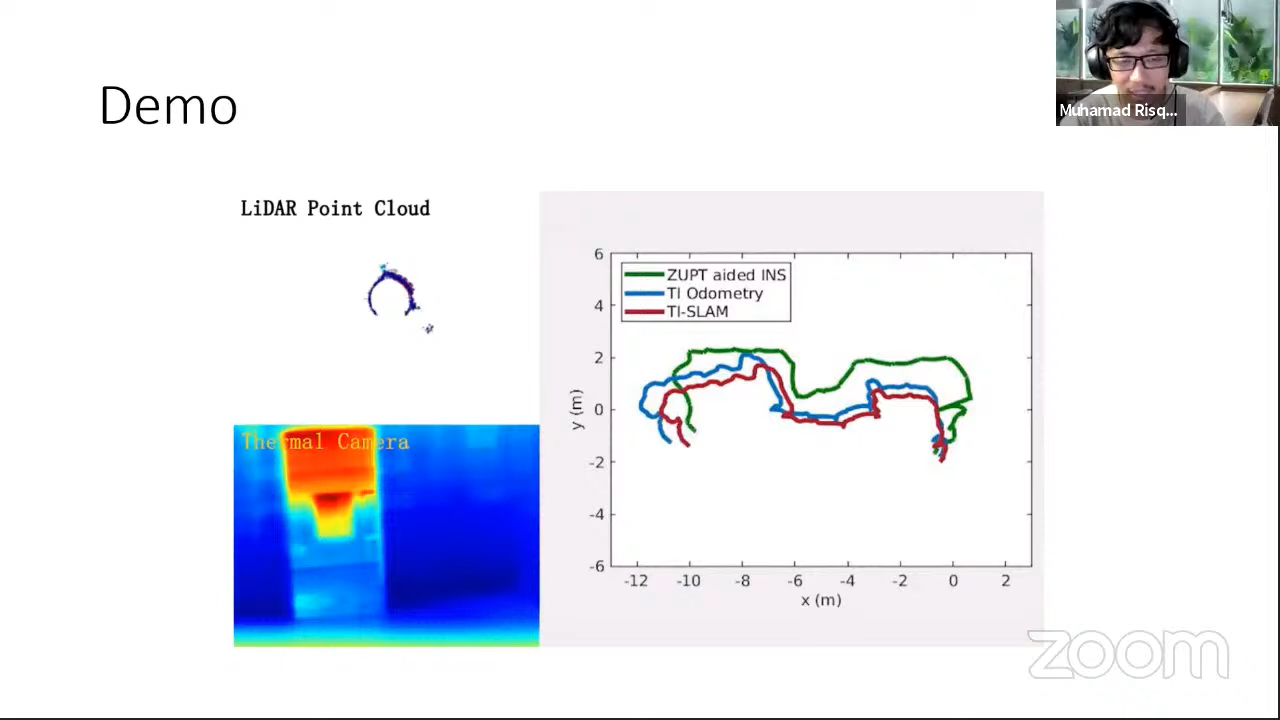 Muhamad Risq...
Demo
LiDAR Point Cloud
Thermal Camera
ZUPT aided INS
TI Odometry
TI-SLAM
6
4
2
0
-2
-4
-6
y (m)
-12 -10 -8 -6 -4 -2 0 2
x (m)
zoom